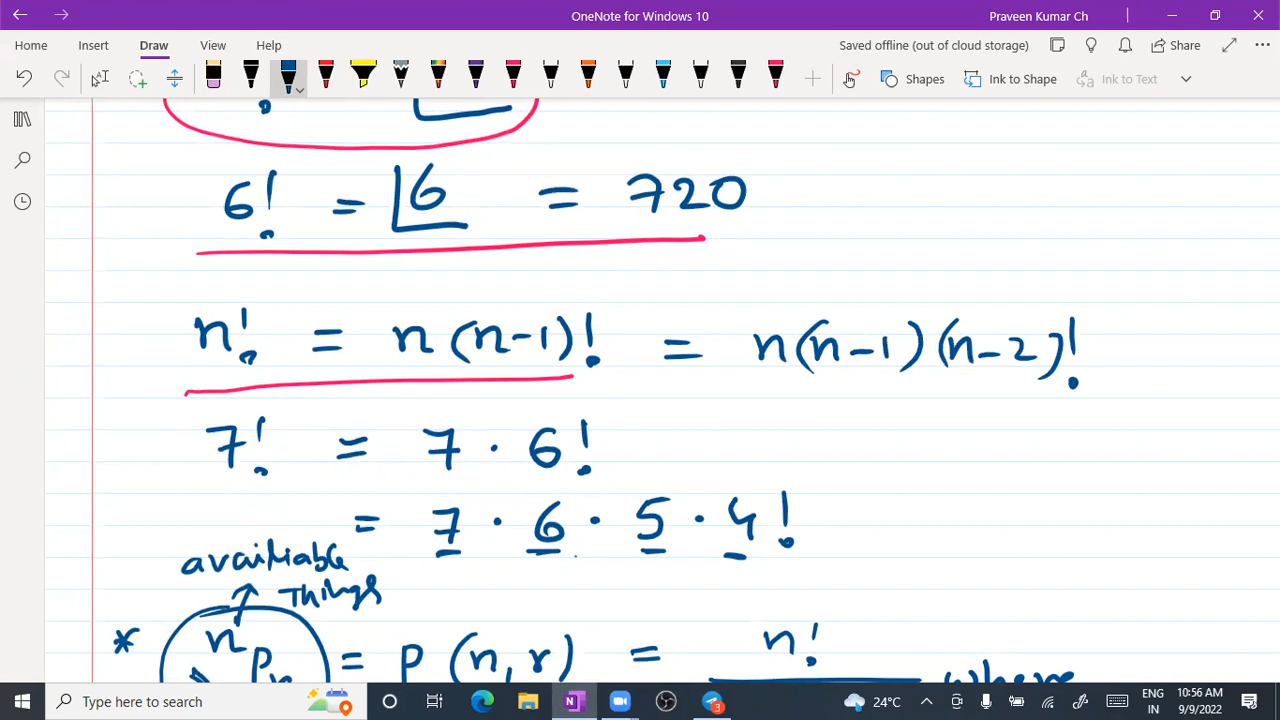 OneNote for Windows 10
Praveen Kumar Ch
Home Insert Draw View Help
Saved offline (out of cloud storage)
Share
Shapes Ink to Shape Ink to Text
6! = |6 = 720
n! = n(n-1)! = n(n-1)(n-2)!
7! = 7 · 6!
= 7 · 6 · 5 · 4!
availiable
Things
* nPr = P(n,r) = n! where
Type here to search
3
24°C
ENG
IN
10:56 AM
9/9/2022